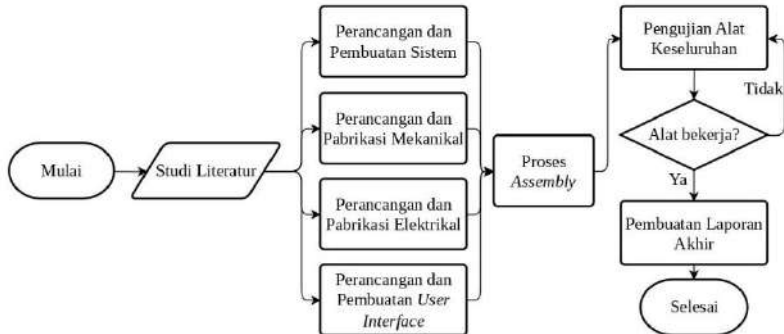 Mulai
Studi Literatur
Perancangan dan
Pembuatan Sistem
Perancangan dan
Pabrikasi Mekanikal
Perancangan dan
Pabrikasi Elektrikal
Perancangan dan
Pembuatan User
Interface
Proses
Assembly
Pengujian Alat
Keseluruhan
Tidak
Alat bekerja?
Ya
Pembuatan Laporan
Akhir
Selesai